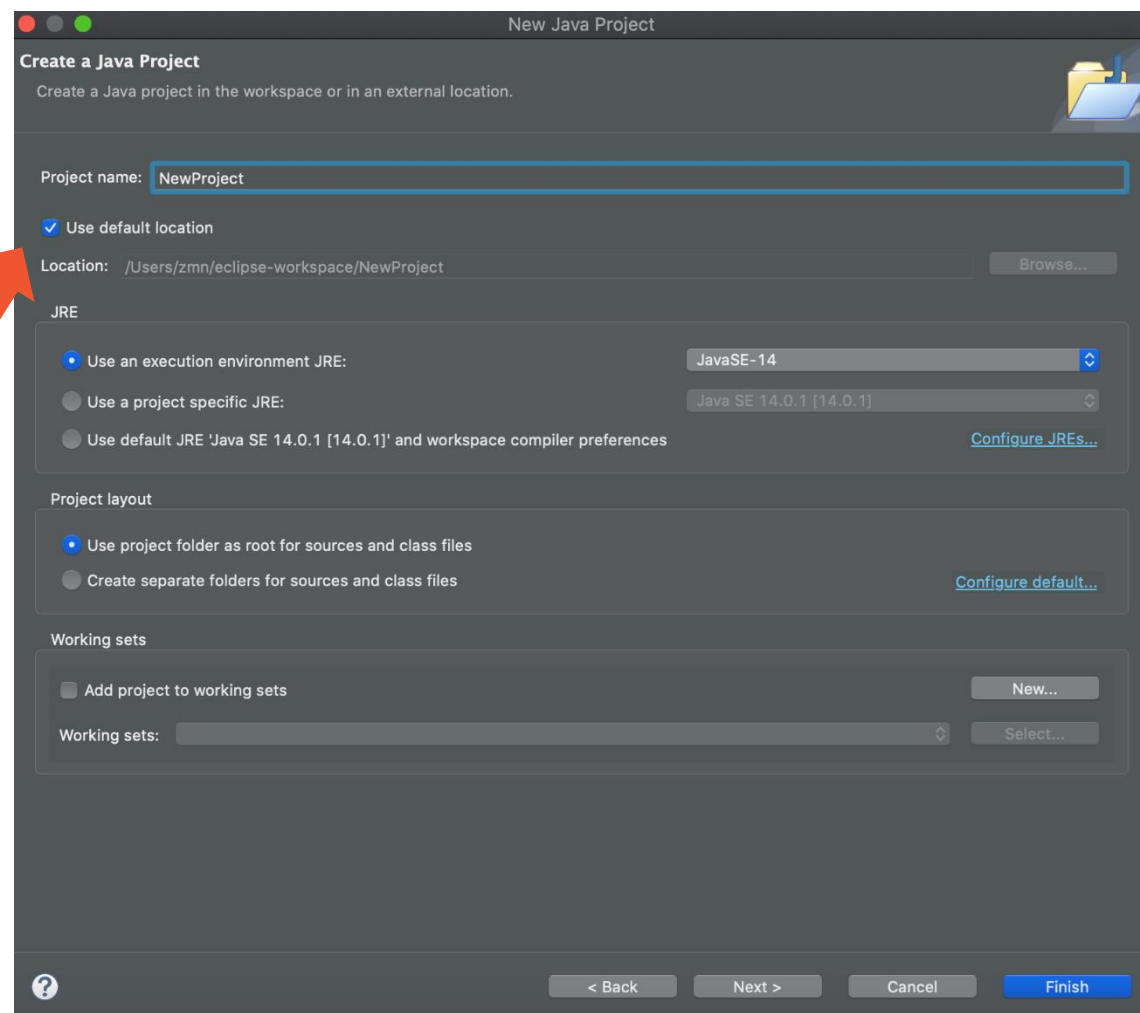 New Java Project
Create a Java Project
Create a Java project in the workspace or in an external location.
Project name: NewProject
Use default location
Location: /Users/zmn/eclipse-workspace/NewProject Browse...
JRE
Use an execution environment JRE: JavaSE-14
Use a project specific JRE: Java SE 14.0.1 [14.0.1]
Use default JRE 'Java SE 14.0.1 [14.0.1]' and workspace compiler preferences Configure JREs...
Project layout
Use project folder as root for sources and class files
Create separate folders for sources and class files Configure default...
Working sets
Add project to working sets New...
Working sets: Select...
? < Back Next > Cancel Finish